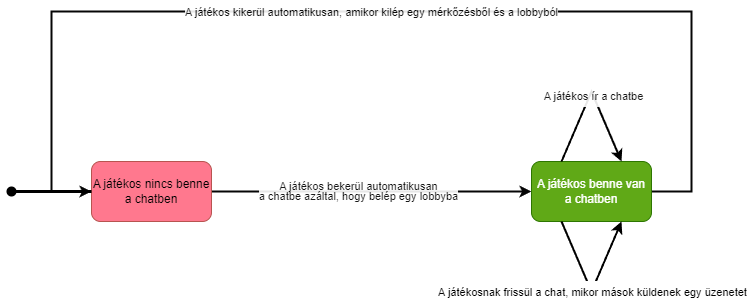 A játékos kikerül automatikusan, amikor kilép egy mérkőzésből és a lobbyból
A játékos ír a chatbe
A játékos nincs benne
a chatben
A játékos bekerül automatikusan
a chatbe azáltal, hogy belép egy lobbyba
A játékos benne van
a chatben
A játékosnak frissül a chat, mikor mások küldenek egy üzenetet